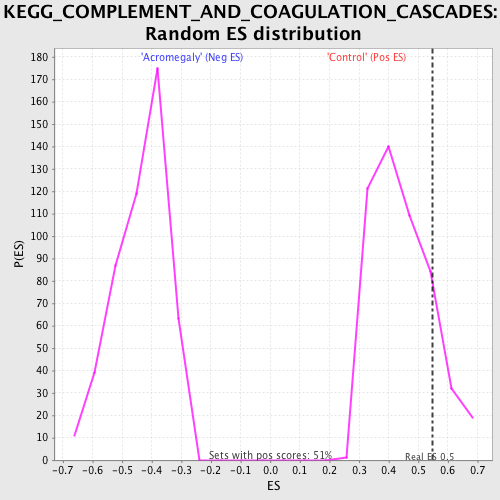 KEGG_COMPLEMENT_AND_COAGULATION_CASCADES:
Random ES distribution
'Acromegaly' (Neg ES)
'Control' (Pos ES)
180
170
160
150
140
130
120
110
100
90
80
70
60
50
40
30
20
10
0
P(ES)
Sets with pos scores: 51%
Real ES 0.5
-0.7 -0.6 -0.5 -0.4 -0.3 -0.2 -0.1 0.0 0.1 0.2 0.3 0.4 0.5 0.6 0.7
ES